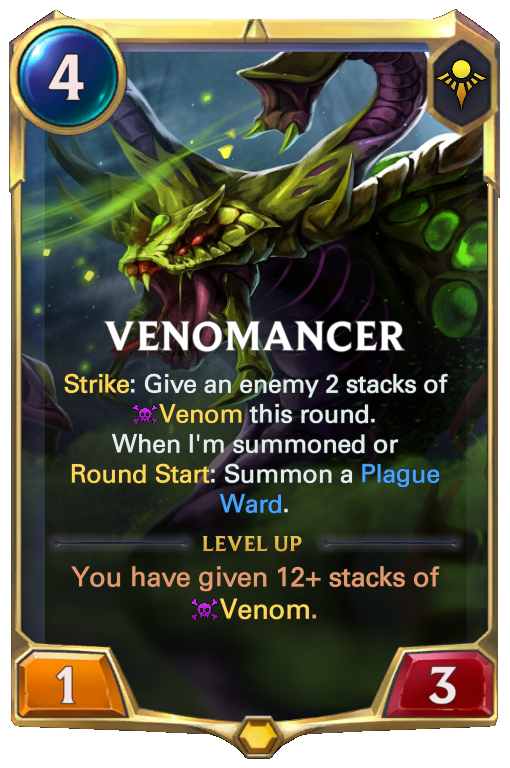 4
VENOMANCER
Strike: Give an enemy 2 stacks of
Venom this round.
When I'm summoned or
Round Start: Summon a Plague
Ward.
LEVEL UP
You have given 12+ stacks of
Venom.
1
3